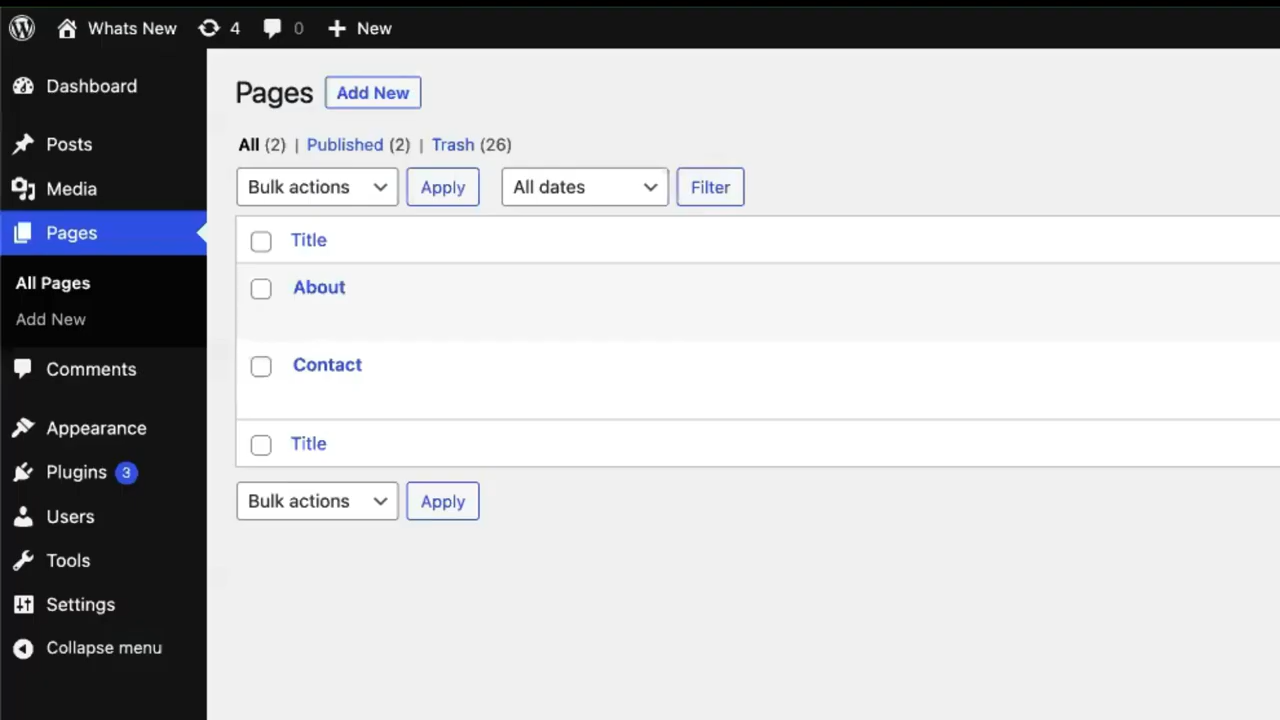 Whats New 4 0 New
Dashboard
Posts
Media
Pages
All Pages
Add New
Comments
Appearance
Plugins 3
Users
Tools
Settings
Collapse menu
Pages Add New
All (2) | Published (2) | Trash (26)
Bulk actions Apply All dates Filter
Title
About
Contact
Title
Bulk actions Apply